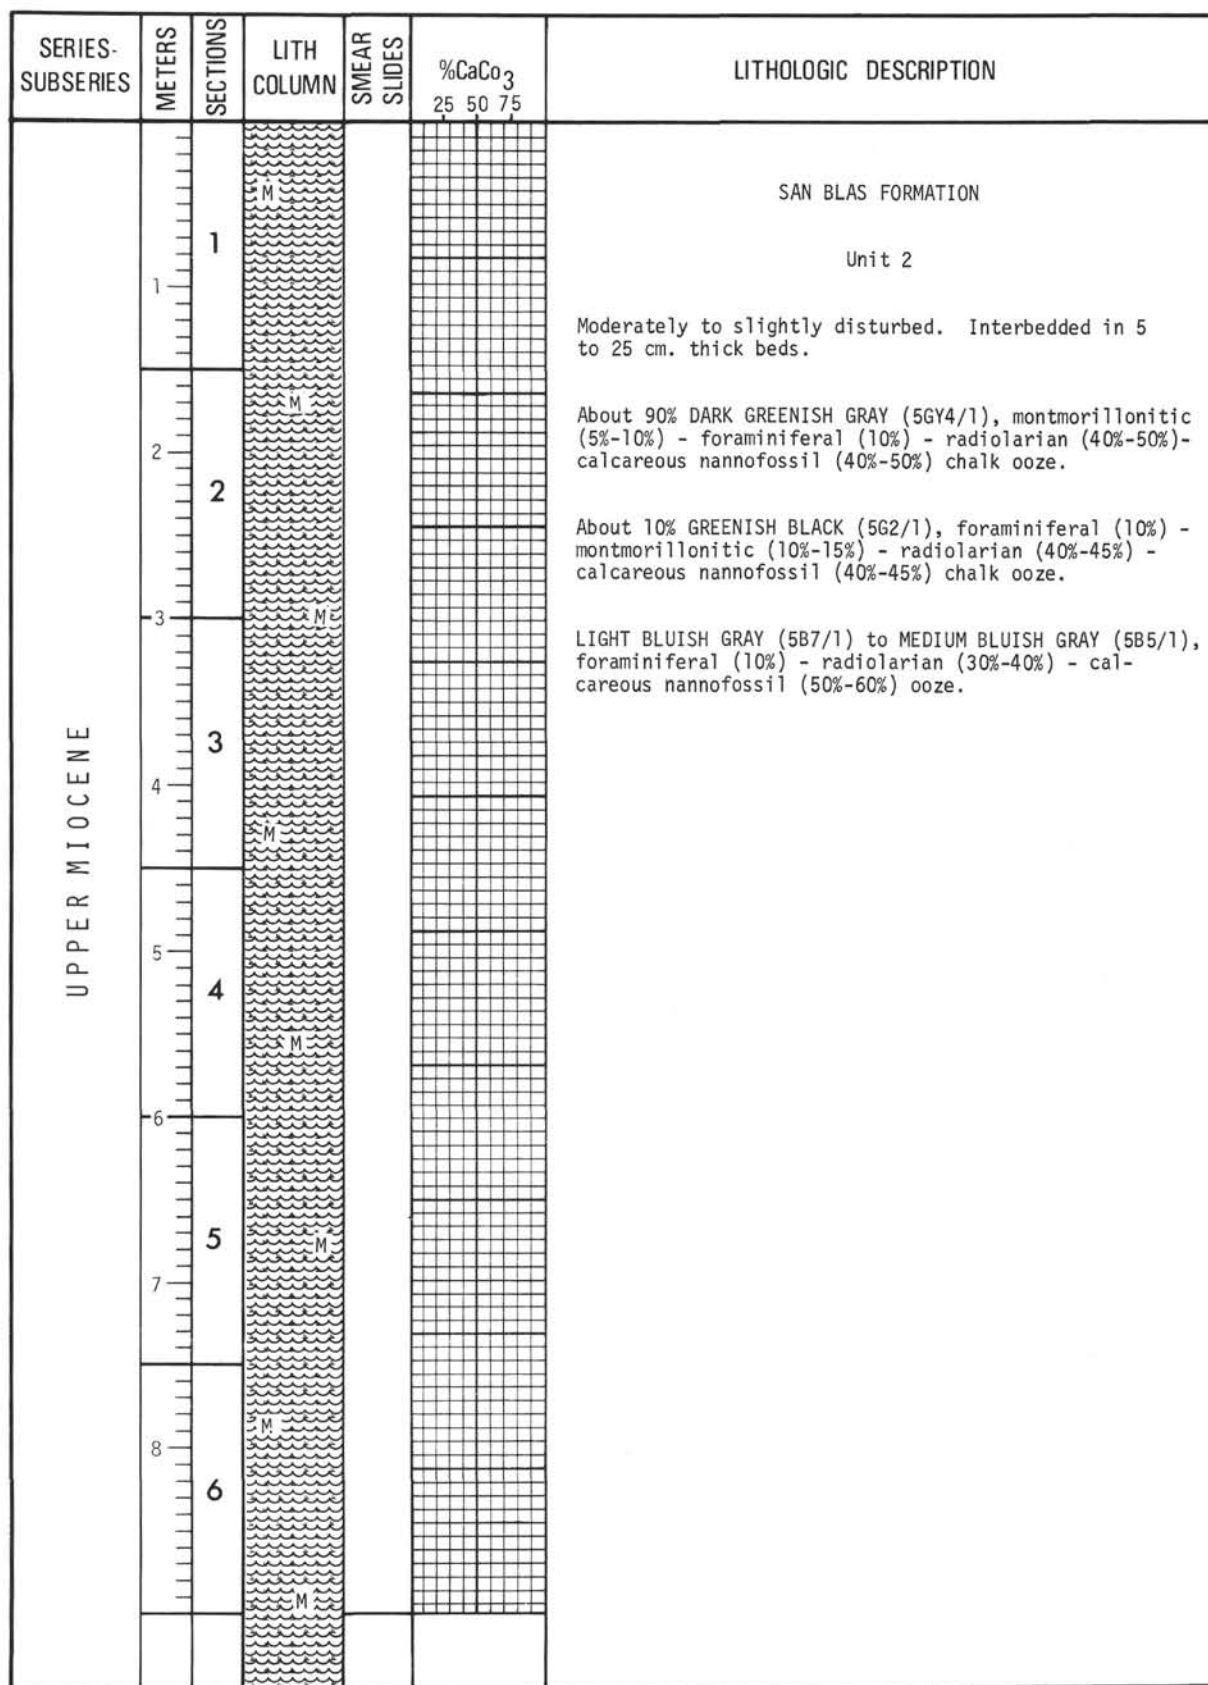 SERIES-
SUBSERIES
METERS
SECTIONS
LITH
COLUMN
SMEAR
SLIDES
%CaCo3
25 50 75
LITHOLOGIC DESCRIPTION
UPPER MIOCENE
1
2
3
4
5
6
7
8
1
2
3
4
5
6
M
M
M
M
M
M
M
M
SAN BLAS FORMATION
Unit 2
Moderately to slightly disturbed. Interbedded in 5
to 25 cm. thick beds.
About 90% DARK GREENISH GRAY (5GY4/1), montmorillonitic
(5%-10%) - foraminiferal (10%) - radiolarian (40%-50%)-
calcareous nannofossil (40%-50%) chalk ooze.
About 10% GREENISH BLACK (5G2/1), foraminiferal (10%) -
montmorillonitic (10%-15%) - radiolarian (40%-45%) -
calcareous nannofossil (40%-45%) chalk ooze.
LIGHT BLUISH GRAY (5B7/1) to MEDIUM BLUISH GRAY (5B5/1),
foraminiferal (10%) - radiolarian (30%-40%) - cal-
careous nannofossil (50%-60%) ooze.